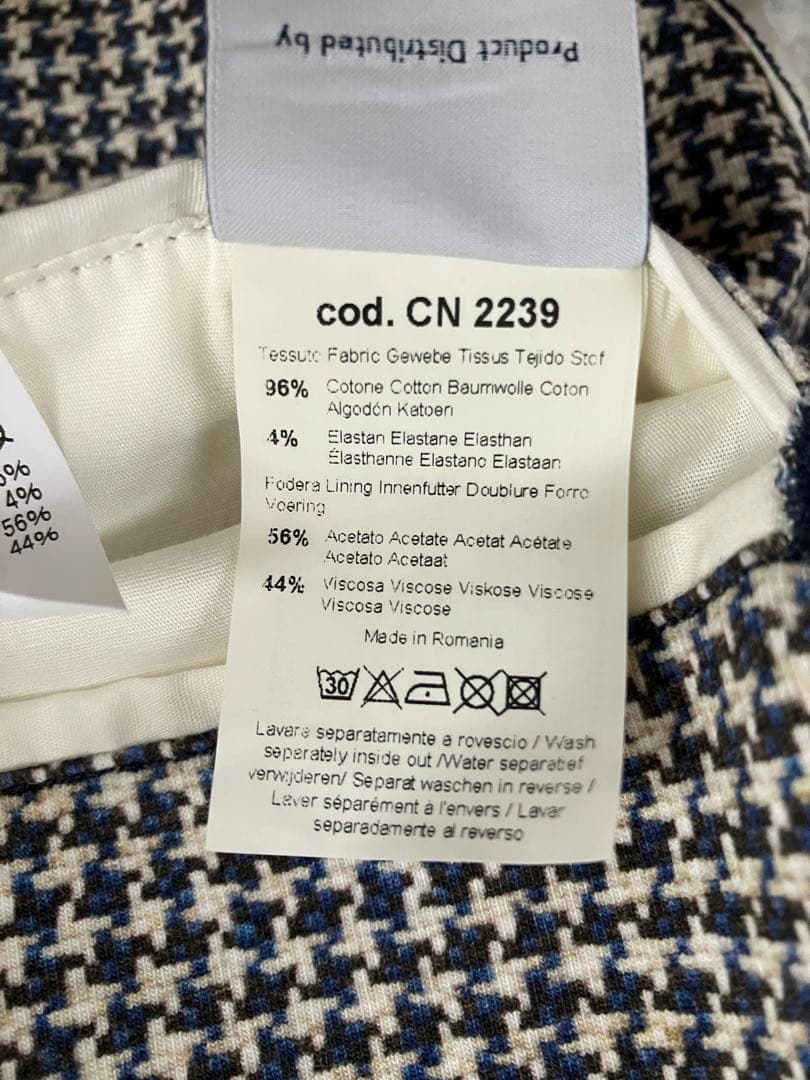 Product Distributed by
cod. CN 2239
Tessuto Fabric Gewebe Tissus Tejido Stof
96% Cotone Cotton Baumwolle Coton
Algodón Katoen
4% Elastan Elastane Elasthan
Élasthanne Elastano Elastaan
Fodera Lining Innenfutter Doublure Forro
Voering
56% Acetato Acetate Acetat Acétate
Acetato Acetaat
44% Viscosa Viscose Viskose Viscose
Viscosa Viscose
Made in Romania
30
Lavare separatamente a rovescio / Wash
separately inside out /Water separatief
verwijderen/ Separat waschen in reverse /
Laver séparément à l'envers / Lavar
separadamente al reverso
4%
56%
44%